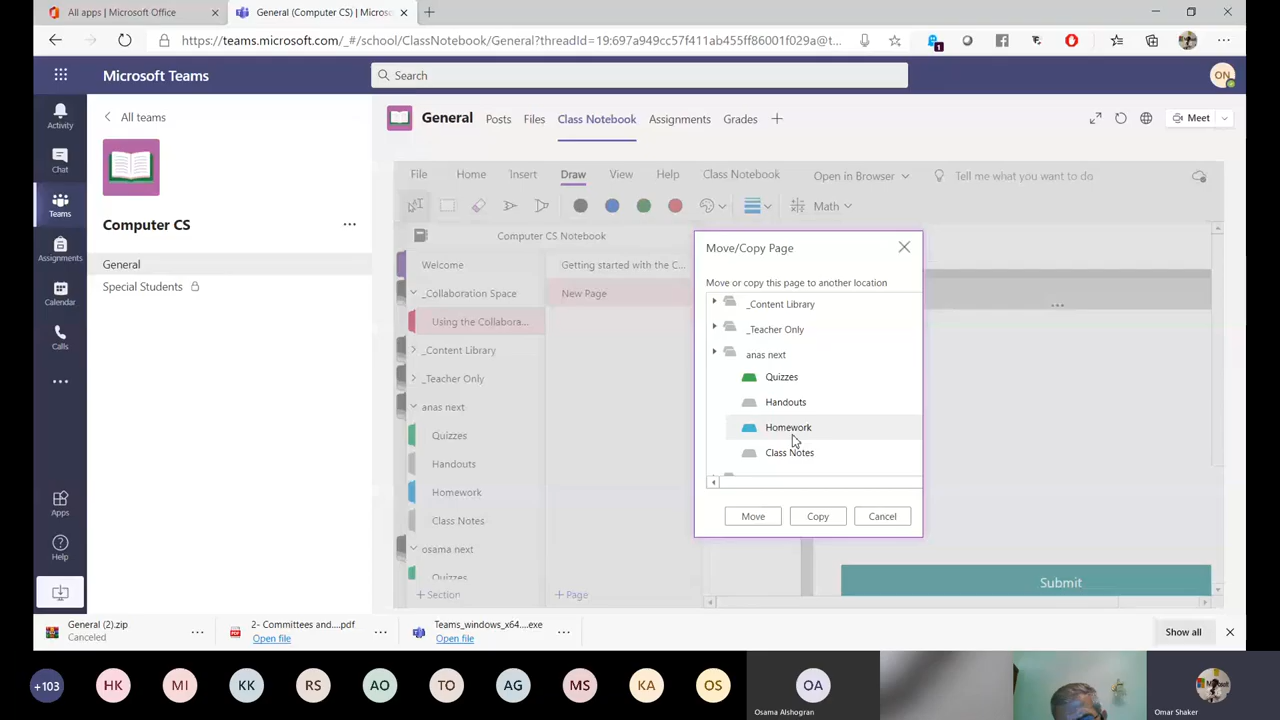 All apps | Microsoft Office
General (Computer CS) | Microso
https://teams.microsoft.com/_#/school/ClassNotebook/General?threadId=19:697a949cc57f411ab455ff86001f029a@t...
1
Microsoft Teams
Search
ON
Activity
Chat
Teams
Assignments
Calendar
Calls
Apps
Help
All teams
Computer CS
General
Special Students
General
Posts
Files
Class Notebook
Assignments
Grades
Meet
File
Home
Insert
Draw
View
Help
Class Notebook
Open in Browser
Tell me what you want to do
Math
Computer CS Notebook
Welcome
_Collaboration Space
Using the Collabora...
_Content Library
_Teacher Only
anas next
Quizzes
Handouts
Homework
Class Notes
osama next
Quizzes
+ Section
Getting started with the C...
New Page
+ Page
Move/Copy Page
Move or copy this page to another location
_Content Library
_Teacher Only
anas next
Quizzes
Handouts
Homework
Class Notes
Move
Copy
Cancel
Submit
General (2).zip
Canceled
2- Committees and....pdf
Open file
Teams_windows_x64....exe
Open file
Show all
+103
HK
MI
KK
RS
AO
TO
AG
MS
KA
OS
OA
Osama Alshogran
Omar Shaker